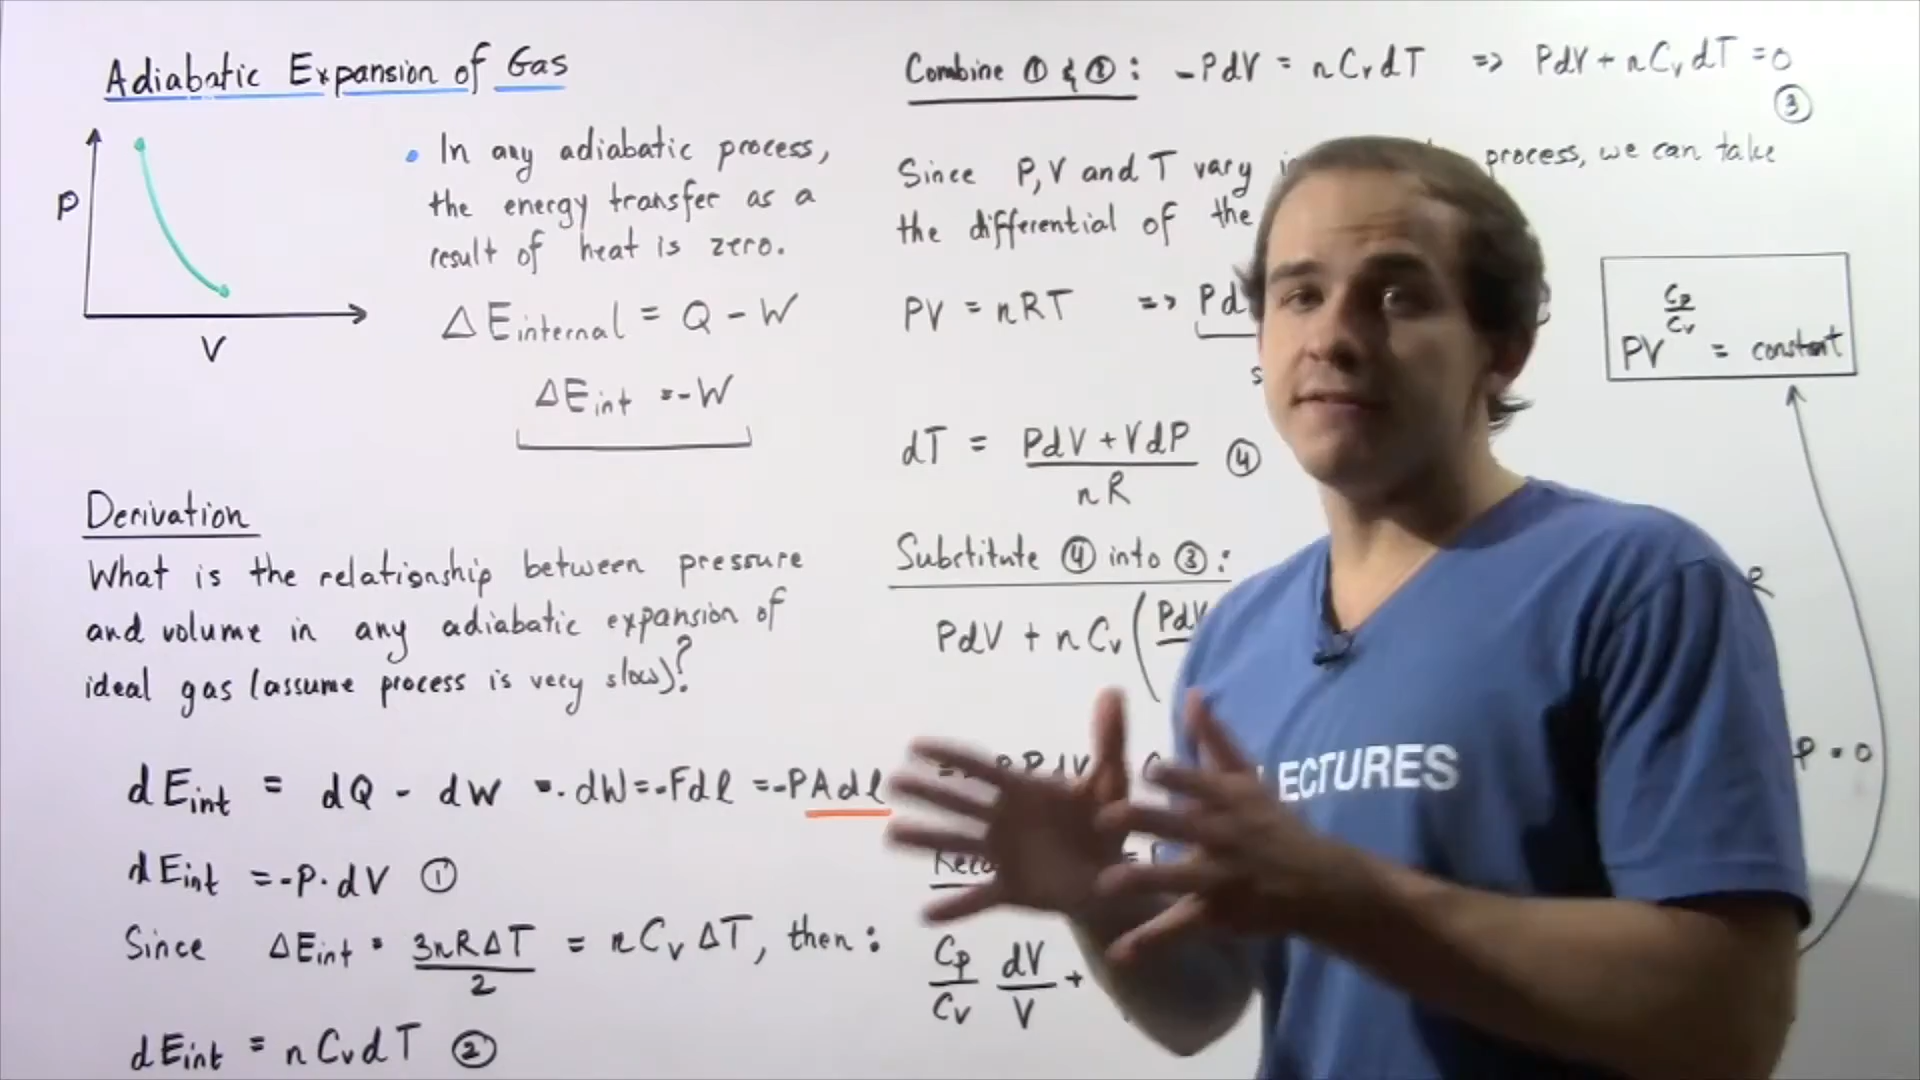 Adiabatic Expansion of Gas
P
V
• In any adiabatic process,
the energy transfer as a
result of heat is zero.
ΔEinternal = Q - W
ΔEint = -W
Derivation
What is the relationship between pressure
and volume in any adiabatic expansion of
ideal gas (assume process is very slow)?
dEint = dQ - dW = -dW = -Fdl = -PAdl
dEint = -P·dV ①
Since ΔEint = 3nRΔT/2 = nCvΔT, then:
dEint = nCvdT ②
Combine ① & ②: -PdV = nCvdT => PdV + nCvdT = 0
③
Since P,V and T vary process, we can take
the differential of the
PV = nRT =>
dT = PdV + VdP / nR ④
Cp/Cv
PV = constant
Substitute ④ into ③:
PdV + nCv(PdV
R
= 0
Cp/Cv dV/V +
LECTURES